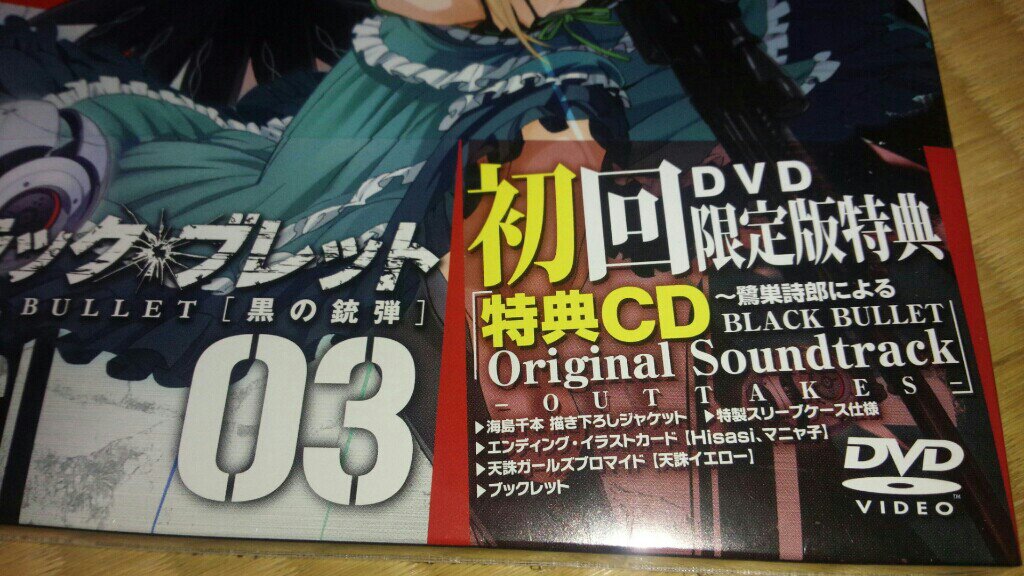 ラック・ブレット
BULLET［黒の銃弾］
03
初回
DVD
限定版特典
「特典CD
～鷺巣詩郎による
BLACK BULLET
Original Soundtrack
-OUTTAKES-」
▶海島千本 描き下ろしジャケット ▶特製スリーブケース仕様
▶エンディング・イラストカード【Hisasi、マニャ子】
▶天誅ガールズブロマイド［天誅イエロー］
▶ブックレット
DVD
VIDEO